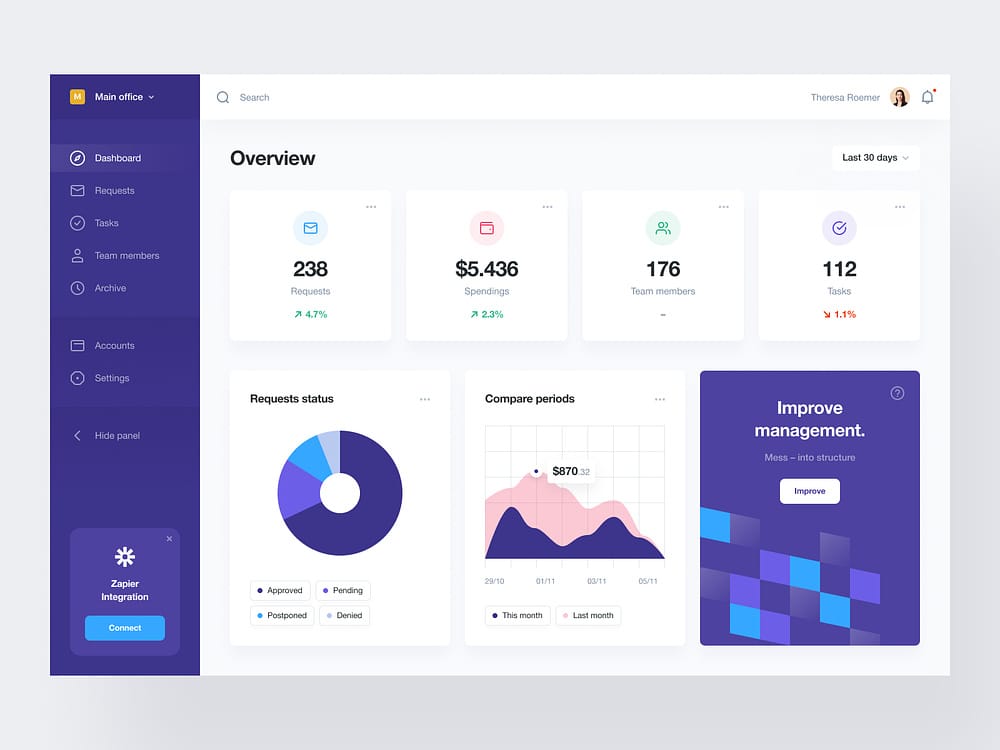 M
Main office
Search
Theresa Roemer
Dashboard
Requests
Tasks
Team members
Archive
Accounts
Settings
Hide panel
Zapier
Integration
Connect
Overview
Last 30 days
238
Requests
4.7%
$5.436
Spendings
2.3%
176
Team members
–
112
Tasks
1.1%
Requests status
Approved
Pending
Postponed
Denied
Compare periods
$870.32
29/10 01/11 03/11 05/11
This month
Last month
?
Improve
management.
Mess – into structure
Improve